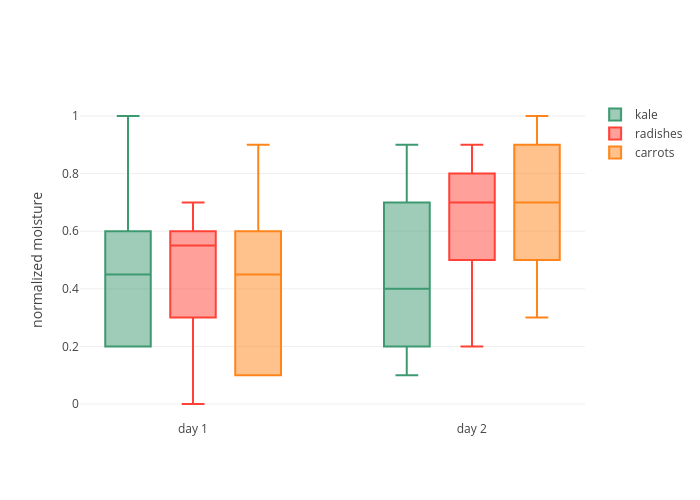 kale
radishes
carrots
normalized moisture
1
0.8
0.6
0.4
0.2
0
day 1
day 2